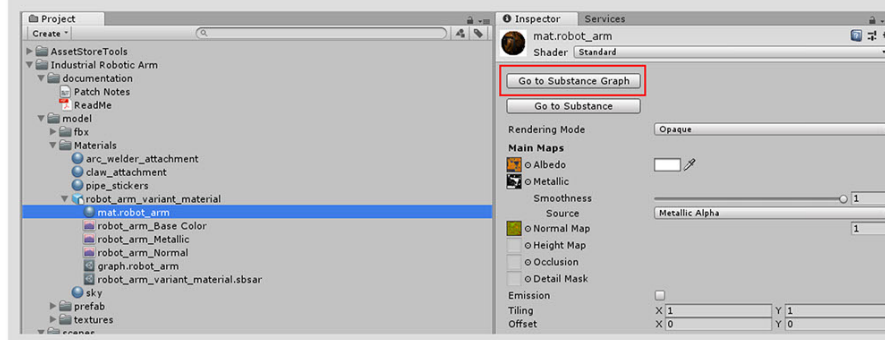 Project
Create
AssetStoreTools
Industrial Robotic Arm
documentation
Patch Notes
ReadMe
model
fbx
Materials
arc_welder_attachment
claw_attachment
pipe_stickers
robot_arm_variant_material
mat.robot_arm
robot_arm_Base Color
robot_arm_Metallic
robot_arm_Normal
graph.robot_arm
robot_arm_variant_material.sbsar
sky
prefab
textures
scenes
Inspector Services
mat.robot_arm
Shader Standard
Go to Substance Graph
Go to Substance
Rendering Mode Opaque
Main Maps
Albedo
Metallic
Smoothness 1
Source Metallic Alpha
Normal Map 1
Height Map
Occlusion
Detail Mask
Emission
Tiling X 1 Y 1
Offset X 0 Y 0